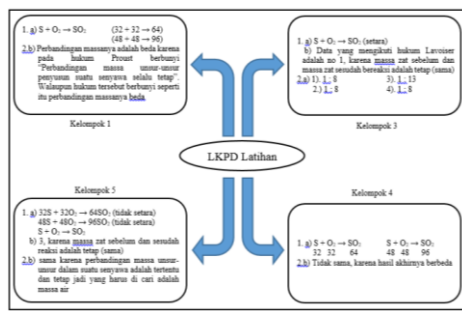 1. a) S + O₂ → SO₂ (32 + 32 → 64)
(48 + 48 → 96)
2.b) Perbandingan massanya adalah beda karena
pada hukum Proust berbunyi
"Perbandingan massa unsur-unsur
penyusun suatu senyawa selalu tetap".
Walaupun hukum tersebut berbunyi seperti
itu perbandingan massanya beda
Kelompok 1
1. a) S + O₂ → SO₂ (setara)
b) Data yang mengikuti hukum Lavoiser
adalah no 1, karena massa zat sebelum dan
massa zat sesudah bereaksi adalah tetap (sama)
2.a) 1). 1 : 8 3). 1 : 13
2.) 1 : 8 4). 1 : 8
Kelompok 3
LKPD Latihan
Kelompok 5
1. a) 32S + 32O₂ → 64SO₂ (tidak setara)
48S + 48O₂ → 96SO₂ (tidak setara)
S + O₂ → SO₂
b) 3, karena massa zat sebelum dan sesudah
reaksi adalah tetap (sama)
2.b) sama karena perbandingan massa unsur-
unsur dalam suatu senyawa adalah tertentu
dan tetap jadi yang harus di cari adalah
massa air
Kelompok 4
1. a) S + O₂ → SO₂ S + O₂ → SO₂
32 32 64 48 48 96
2.b) Tidak sama, karena hasil akhirnya berbeda